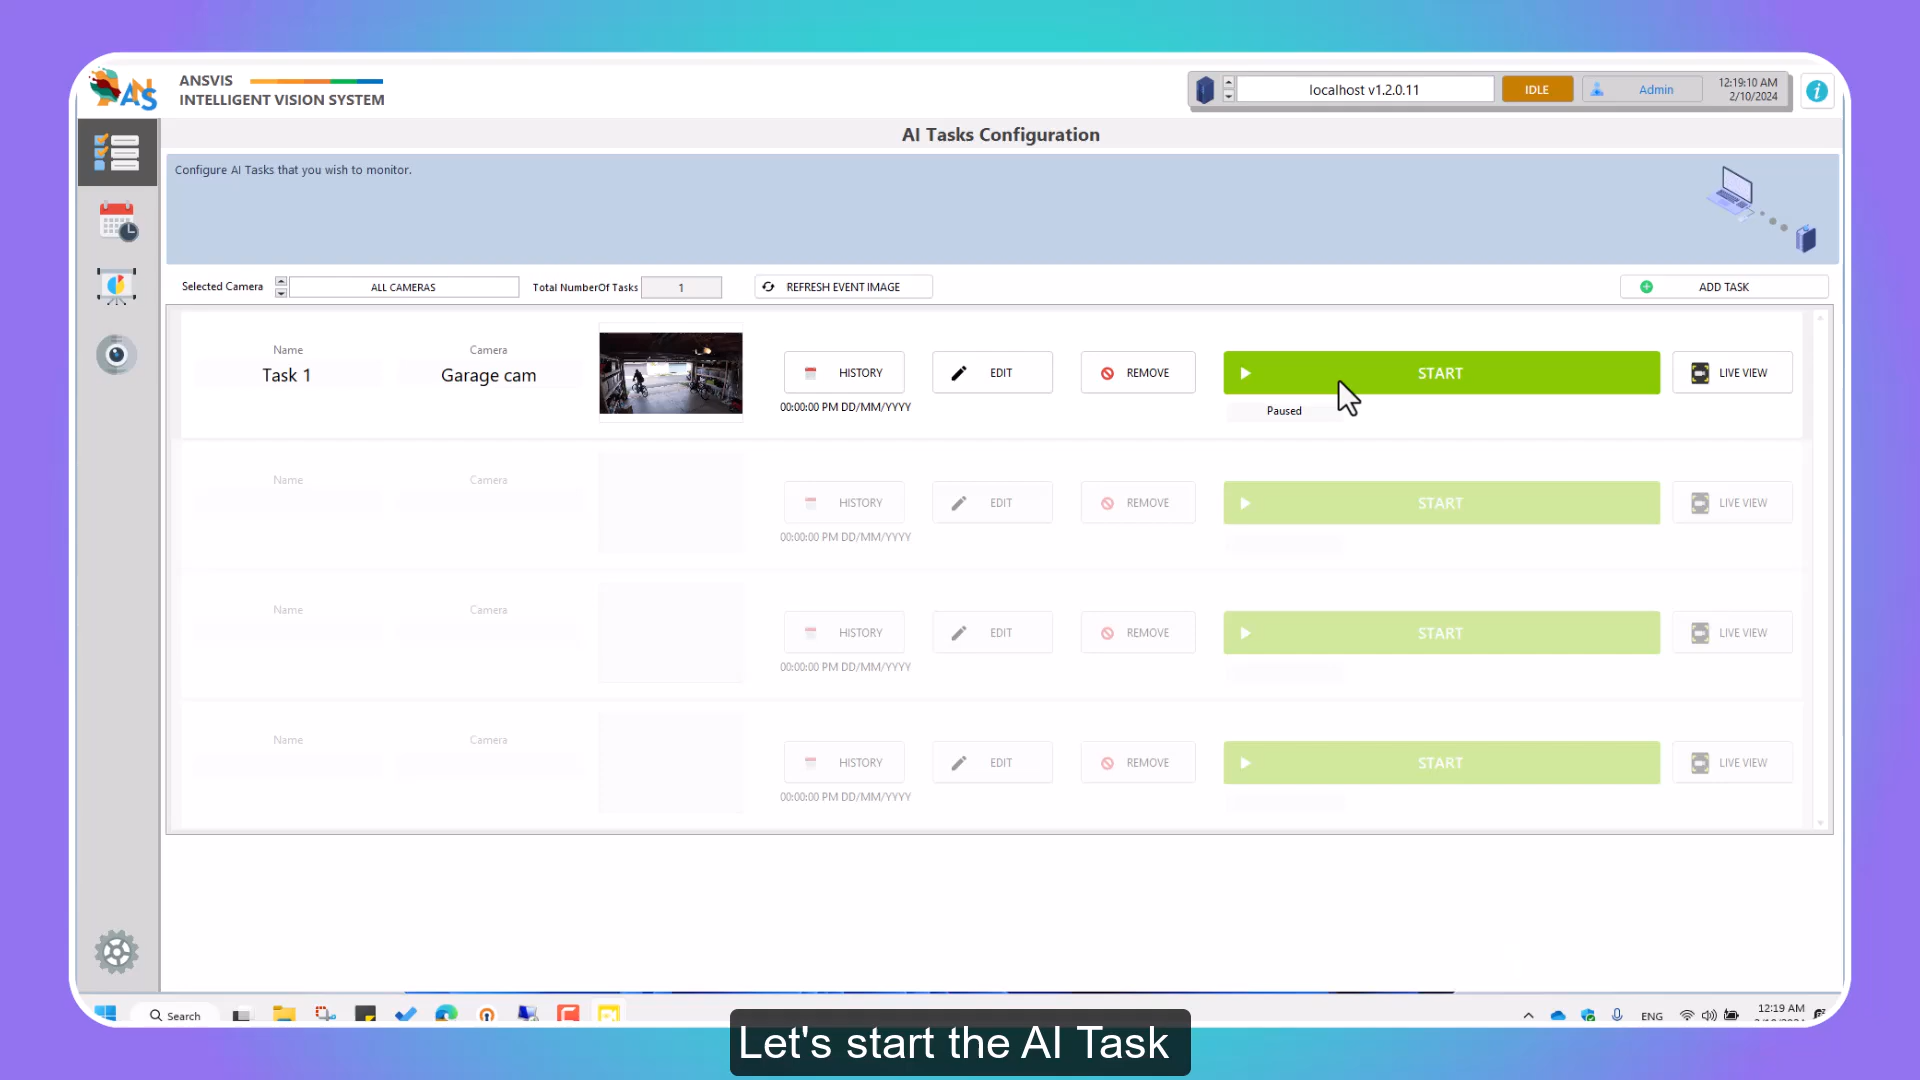 ANS
ANSVIS
INTELLIGENT VISION SYSTEM
localhost v1.2.0.11
IDLE
Admin
12:19:10 AM
2/10/2024
AI Tasks Configuration
Configure AI Tasks that you wish to monitor.
Selected Camera
ALL CAMERAS
Total NumberOf Tasks
1
REFRESH EVENT IMAGE
ADD TASK
Name
Camera
Task 1
Garage cam
HISTORY
EDIT
REMOVE
START
LIVE VIEW
00:00:00 PM DD/MM/YYYY
Paused
Name
Camera
HISTORY
EDIT
REMOVE
START
LIVE VIEW
00:00:00 PM DD/MM/YYYY
Name
Camera
HISTORY
EDIT
REMOVE
START
LIVE VIEW
00:00:00 PM DD/MM/YYYY
Name
Camera
HISTORY
EDIT
REMOVE
START
LIVE VIEW
00:00:00 PM DD/MM/YYYY
Search
ENG
12:19 AM
Let's start the AI Task